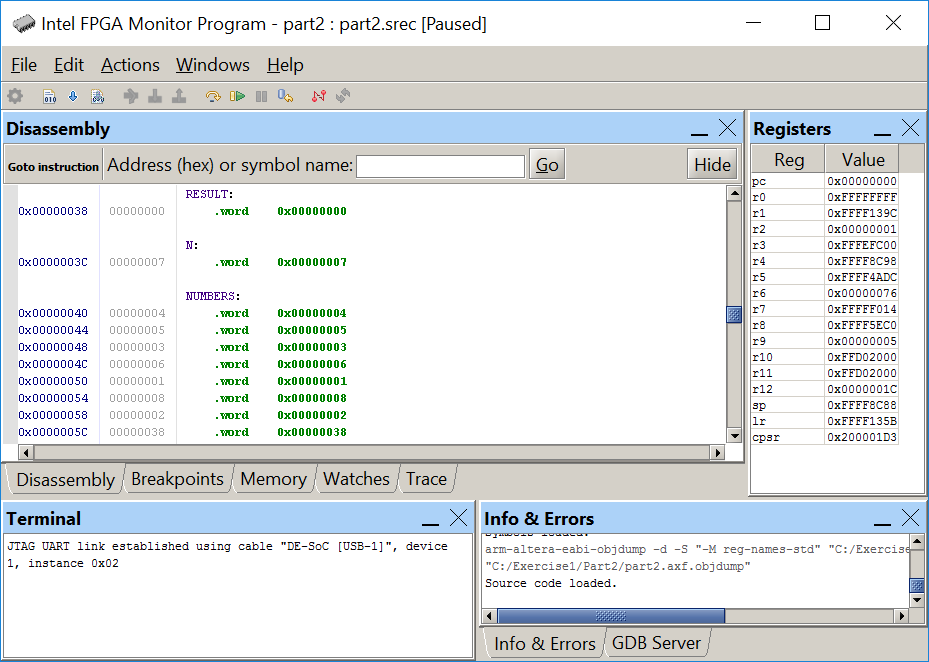 Intel FPGA Monitor Program - part2 : part2.srec [Paused]
File Edit Actions Windows Help
Disassembly
Goto instruction Address (hex) or symbol name: Go Hide
RESULT:
0x00000038 00000000 .word 0x00000000
N:
0x0000003C 00000007 .word 0x00000007
NUMBERS:
0x00000040 00000004 .word 0x00000004
0x00000044 00000005 .word 0x00000005
0x00000048 00000003 .word 0x00000003
0x0000004C 00000006 .word 0x00000006
0x00000050 00000001 .word 0x00000001
0x00000054 00000008 .word 0x00000008
0x00000058 00000002 .word 0x00000002
0x0000005C 00000038 .word 0x00000038
Disassembly Breakpoints Memory Watches Trace
Registers
Reg Value
pc 0x00000000
r0 0xFFFFFFFF
r1 0xFFFF139C
r2 0x00000001
r3 0xFFFEFC00
r4 0xFFFF8C98
r5 0xFFFF4ADC
r6 0x00000076
r7 0xFFFFF014
r8 0xFFFF5EC0
r9 0x00000005
r10 0xFFD02000
r11 0xFFD02000
r12 0x0000001C
sp 0xFFFF8C88
lr 0xFFFF135B
cpsr 0x200001D3
Terminal
JTAG UART link established using cable "DE-SoC [USB-1]", device
1, instance 0x02
Info & Errors
Symbols loaded.
arm-altera-eabi-objdump -d -S "-M reg-names-std" "C:/Exercise
"C:/Exercise1/Part2/part2.axf.objdump"
Source code loaded.
Info & Errors GDB Server